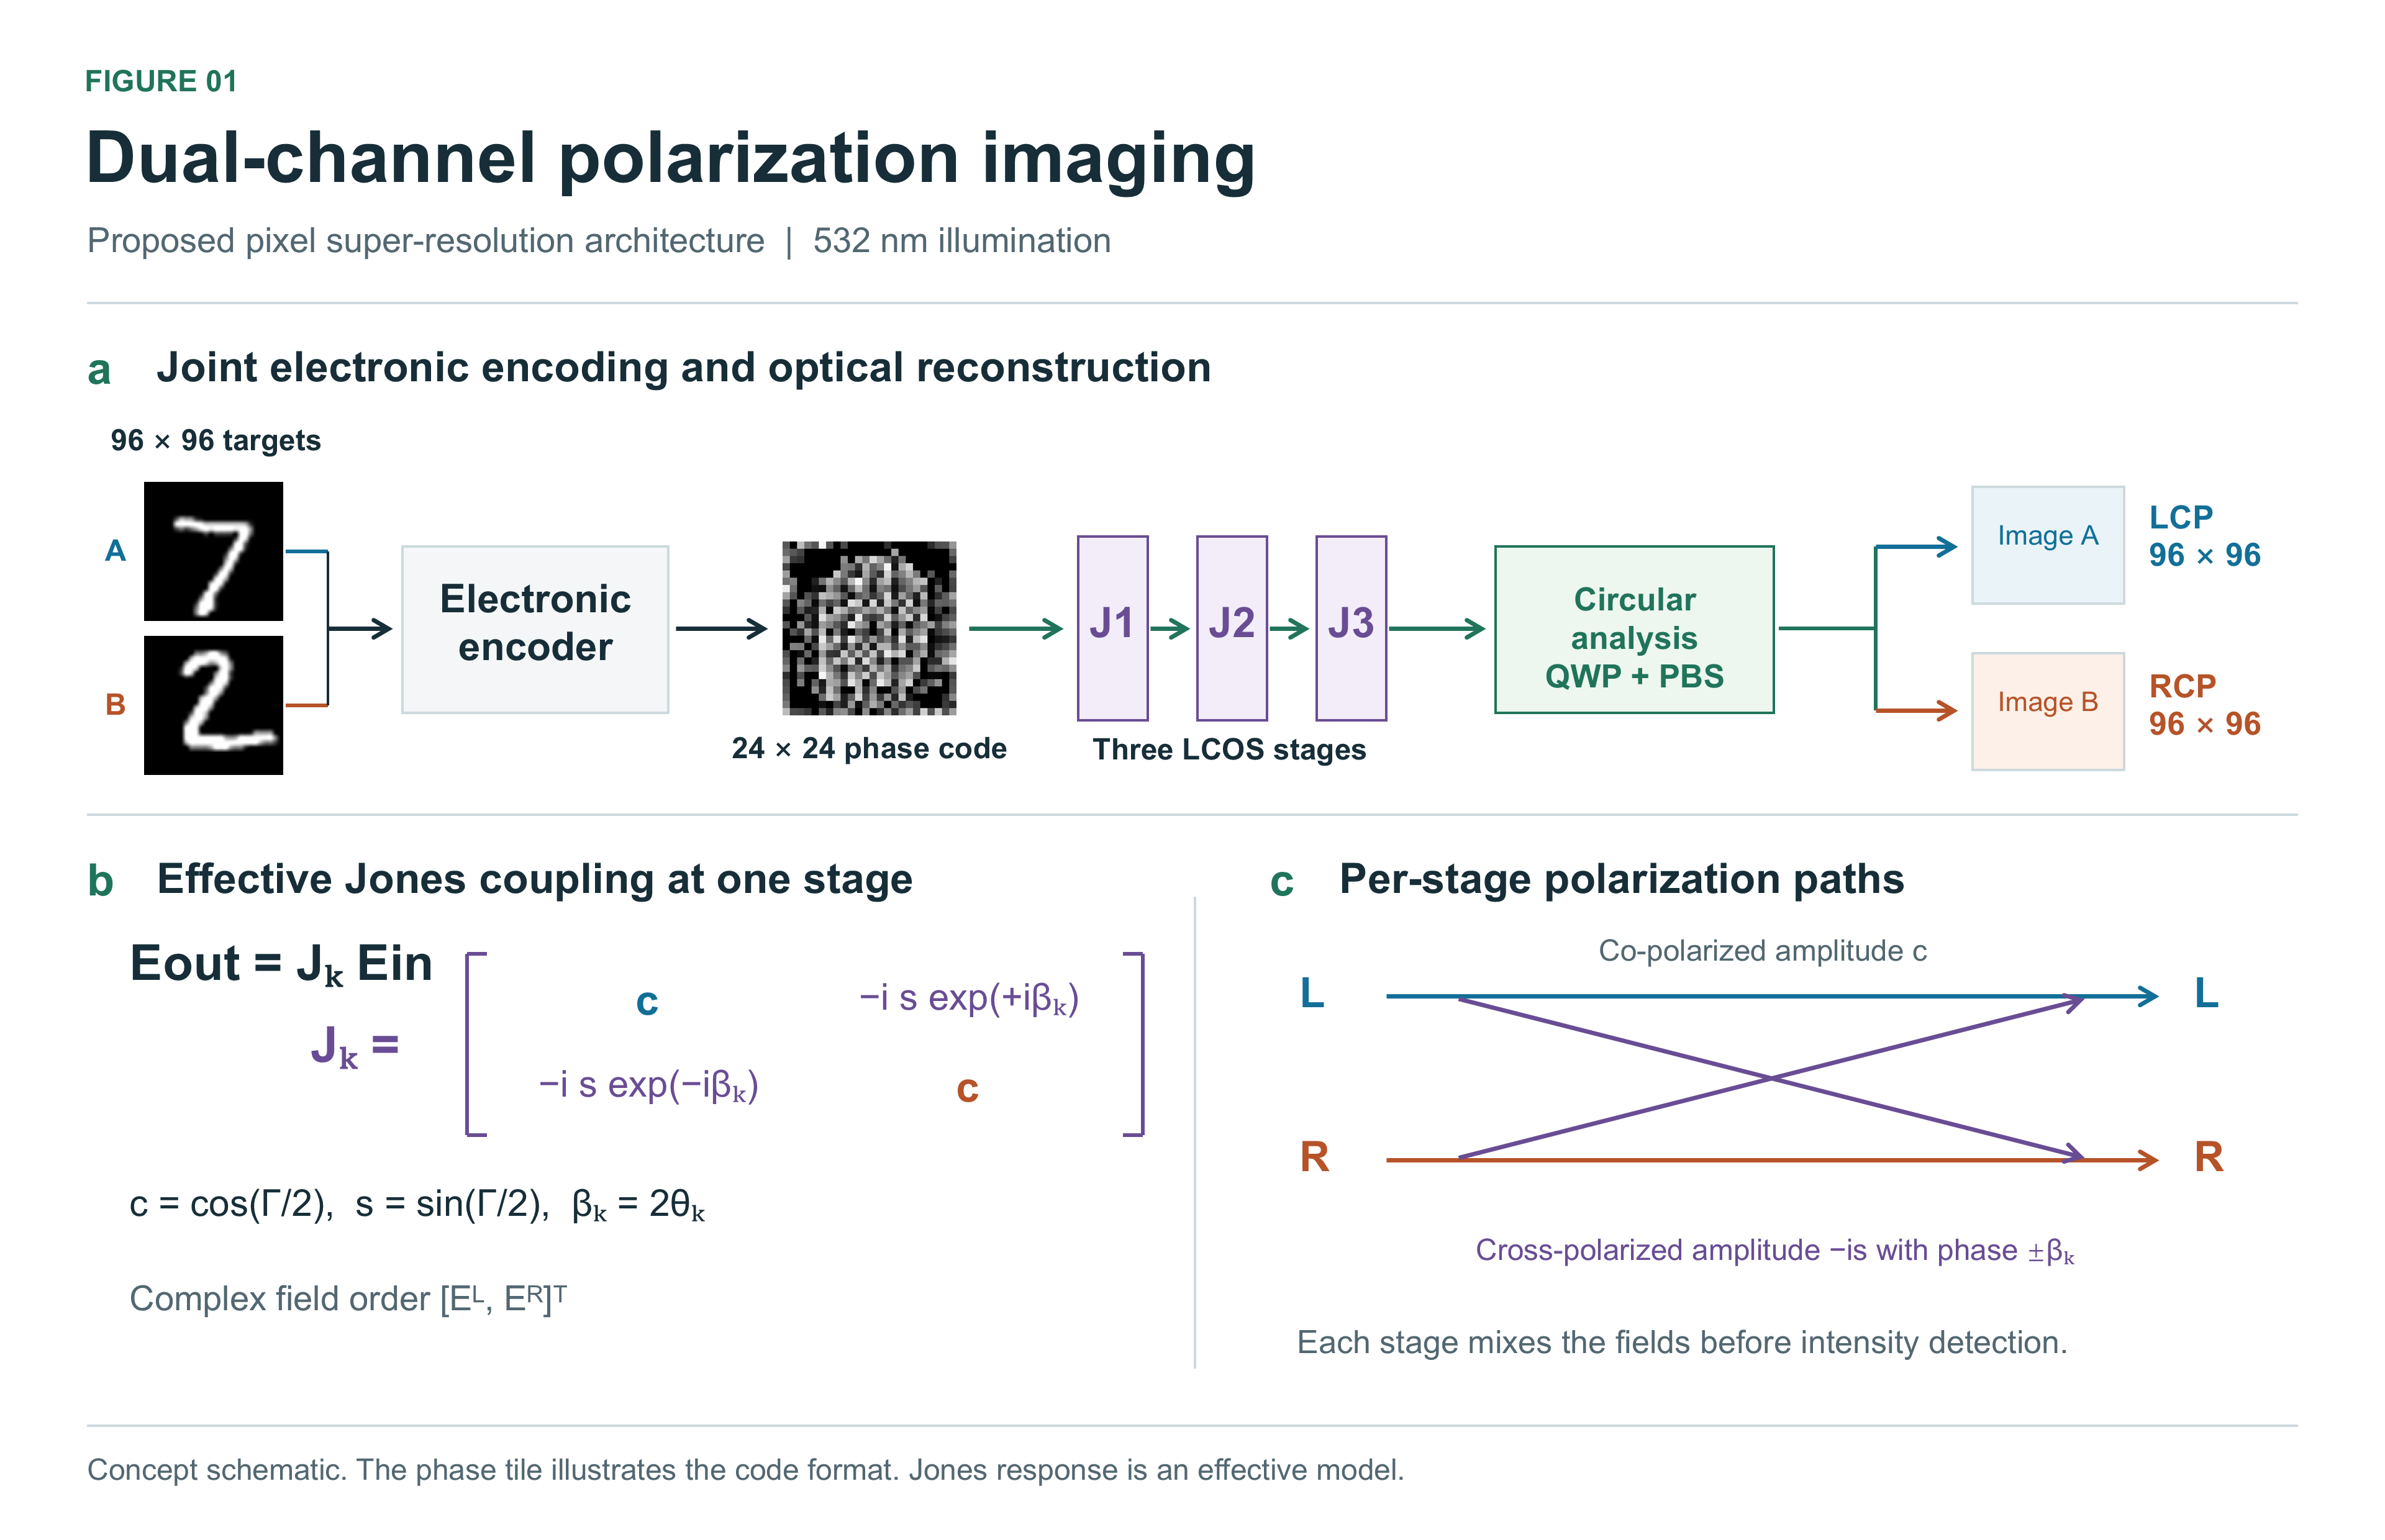 FIGURE 01
Dual-channel polarization imaging
Proposed pixel super-resolution architecture | 532 nm illumination
a Joint electronic encoding and optical reconstruction
96 × 96 targets
A
7
B
2
Electronic
encoder
24 × 24 phase code
J1
J2
J3
Three LCOS stages
Circular
analysis
QWP + PBS
Image A
LCP
96 × 96
Image B
RCP
96 × 96
b Effective Jones coupling at one stage
Eout = Jₖ Ein
Jₖ =
c −i s exp(+iβₖ)
−i s exp(−iβₖ) c
c = cos(Γ/2), s = sin(Γ/2), βₖ = 2θₖ
Complex field order [Eᴸ, Eᴿ]ᵀ
c Per-stage polarization paths
Co-polarized amplitude c
L L
R R
Cross-polarized amplitude −is with phase ±βₖ
Each stage mixes the fields before intensity detection.
Concept schematic. The phase tile illustrates the code format. Jones response is an effective model.